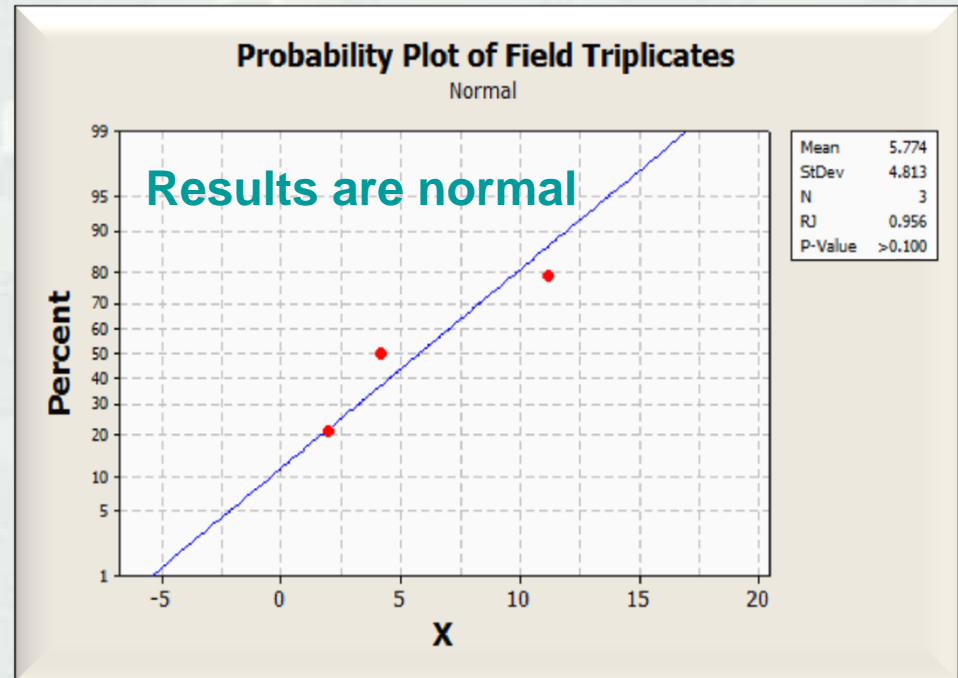 Probability Plot of Field Triplicates
Normal
Results are normal
Percent
99
95
90
80
70
60
50
40
30
20
10
5
1
-5 0 5 10 15 20
X
Mean 5.774
StDev 4.813
N 3
RJ 0.956
P-Value >0.100